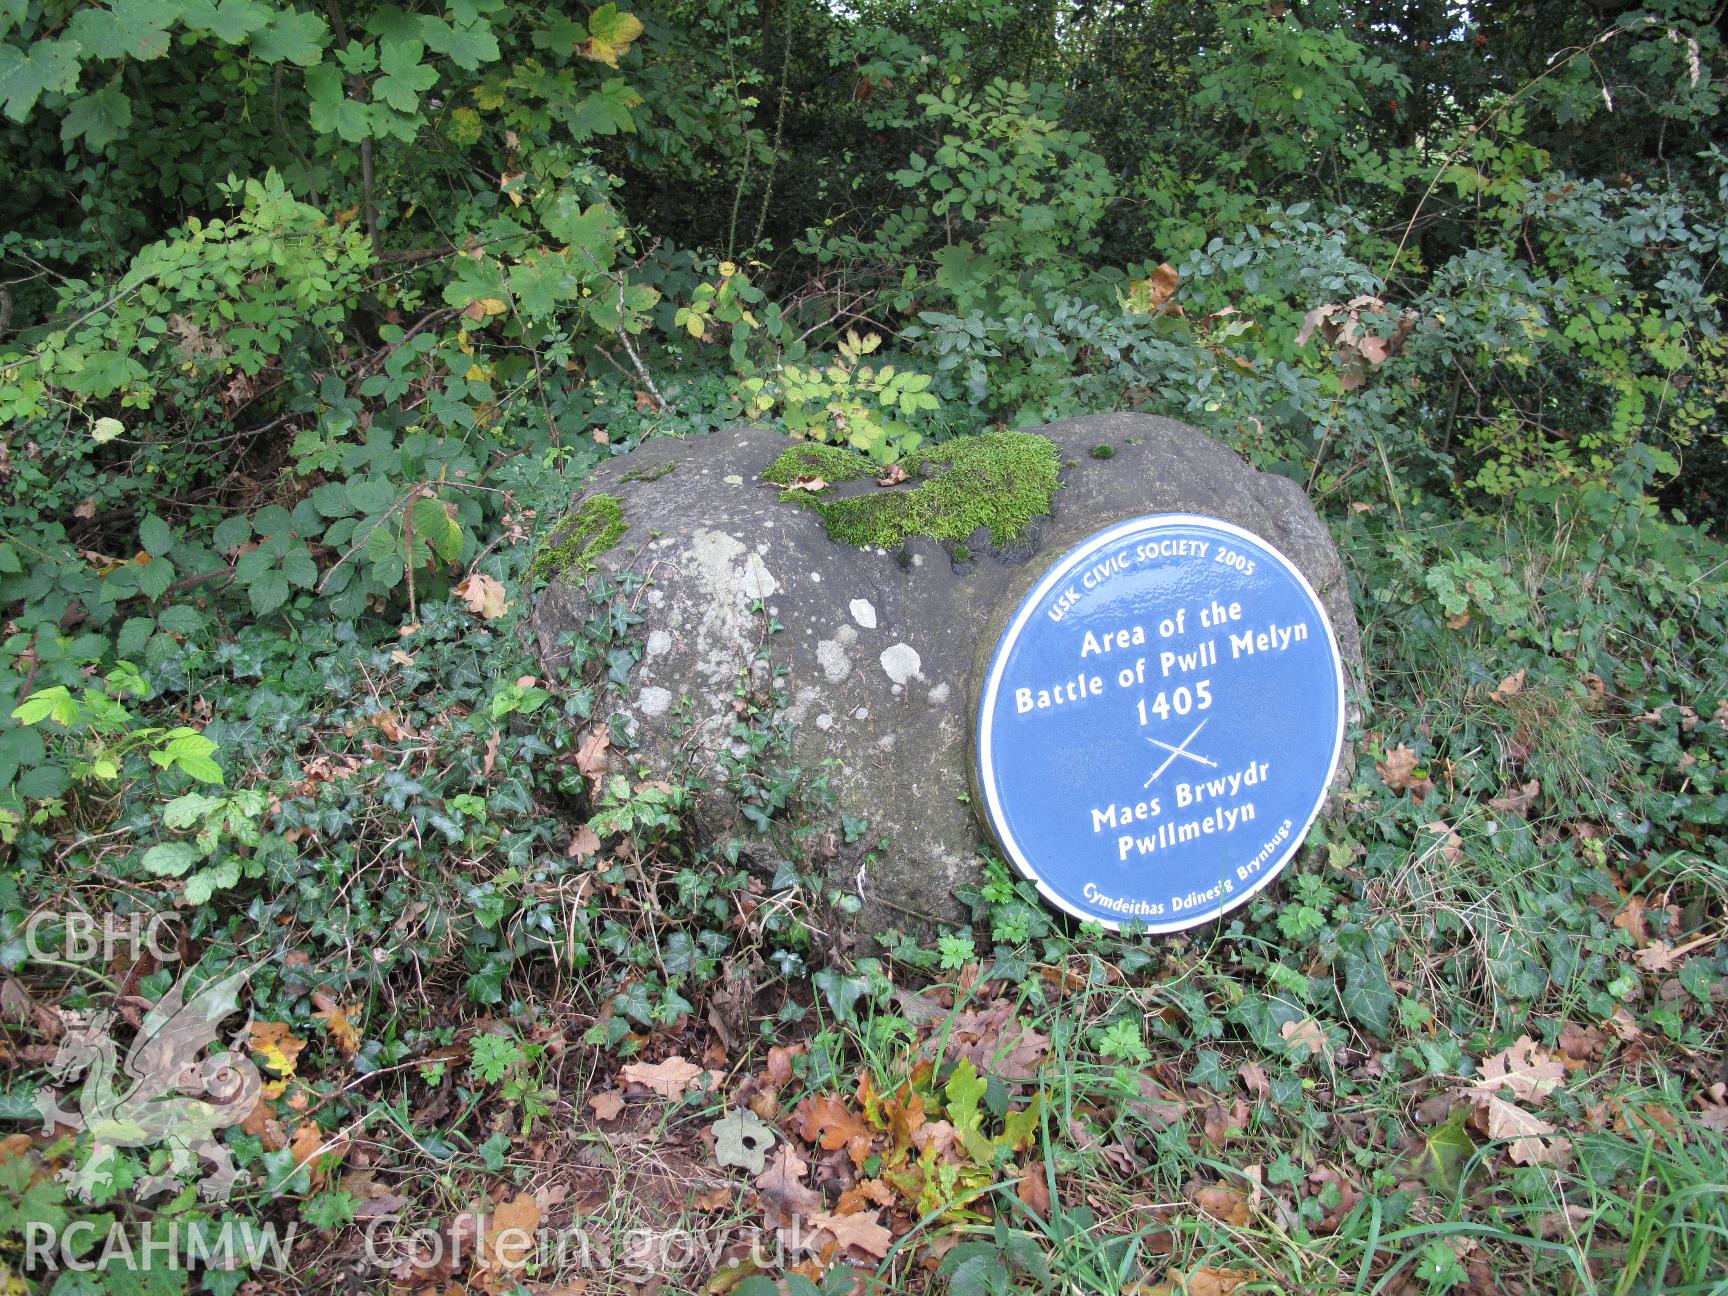 USK CIVIC SOCIETY 2005
Area of the
Battle of Pwll Melyn
1405
Maes Brwydr
Pwllmelyn
Cymdeithas Ddinesig Brynbuga
CBHC
RCAHMW
Coflein.gov.uk